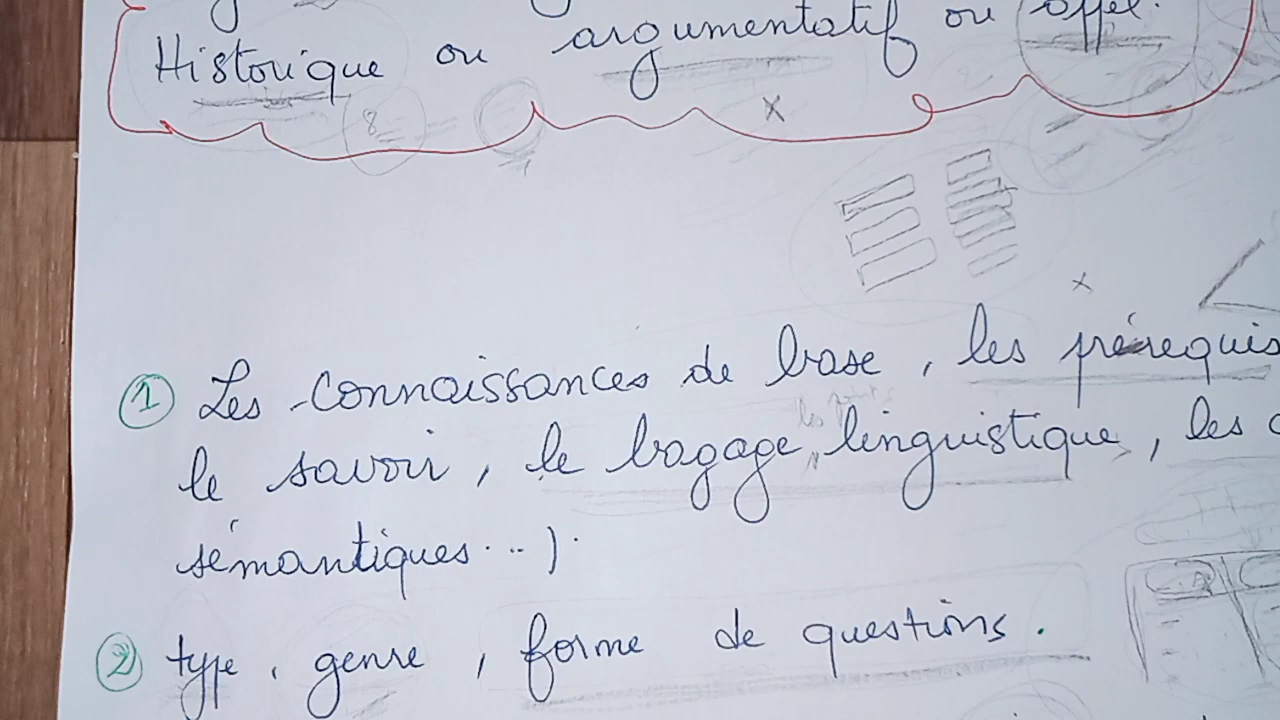 Historique ou argumentatif ou appel.
8
① Les connaissances de base, les prérequis
le savoir, le bagage linguistique, les
sémantiques...).
② type, genre, forme de questions.